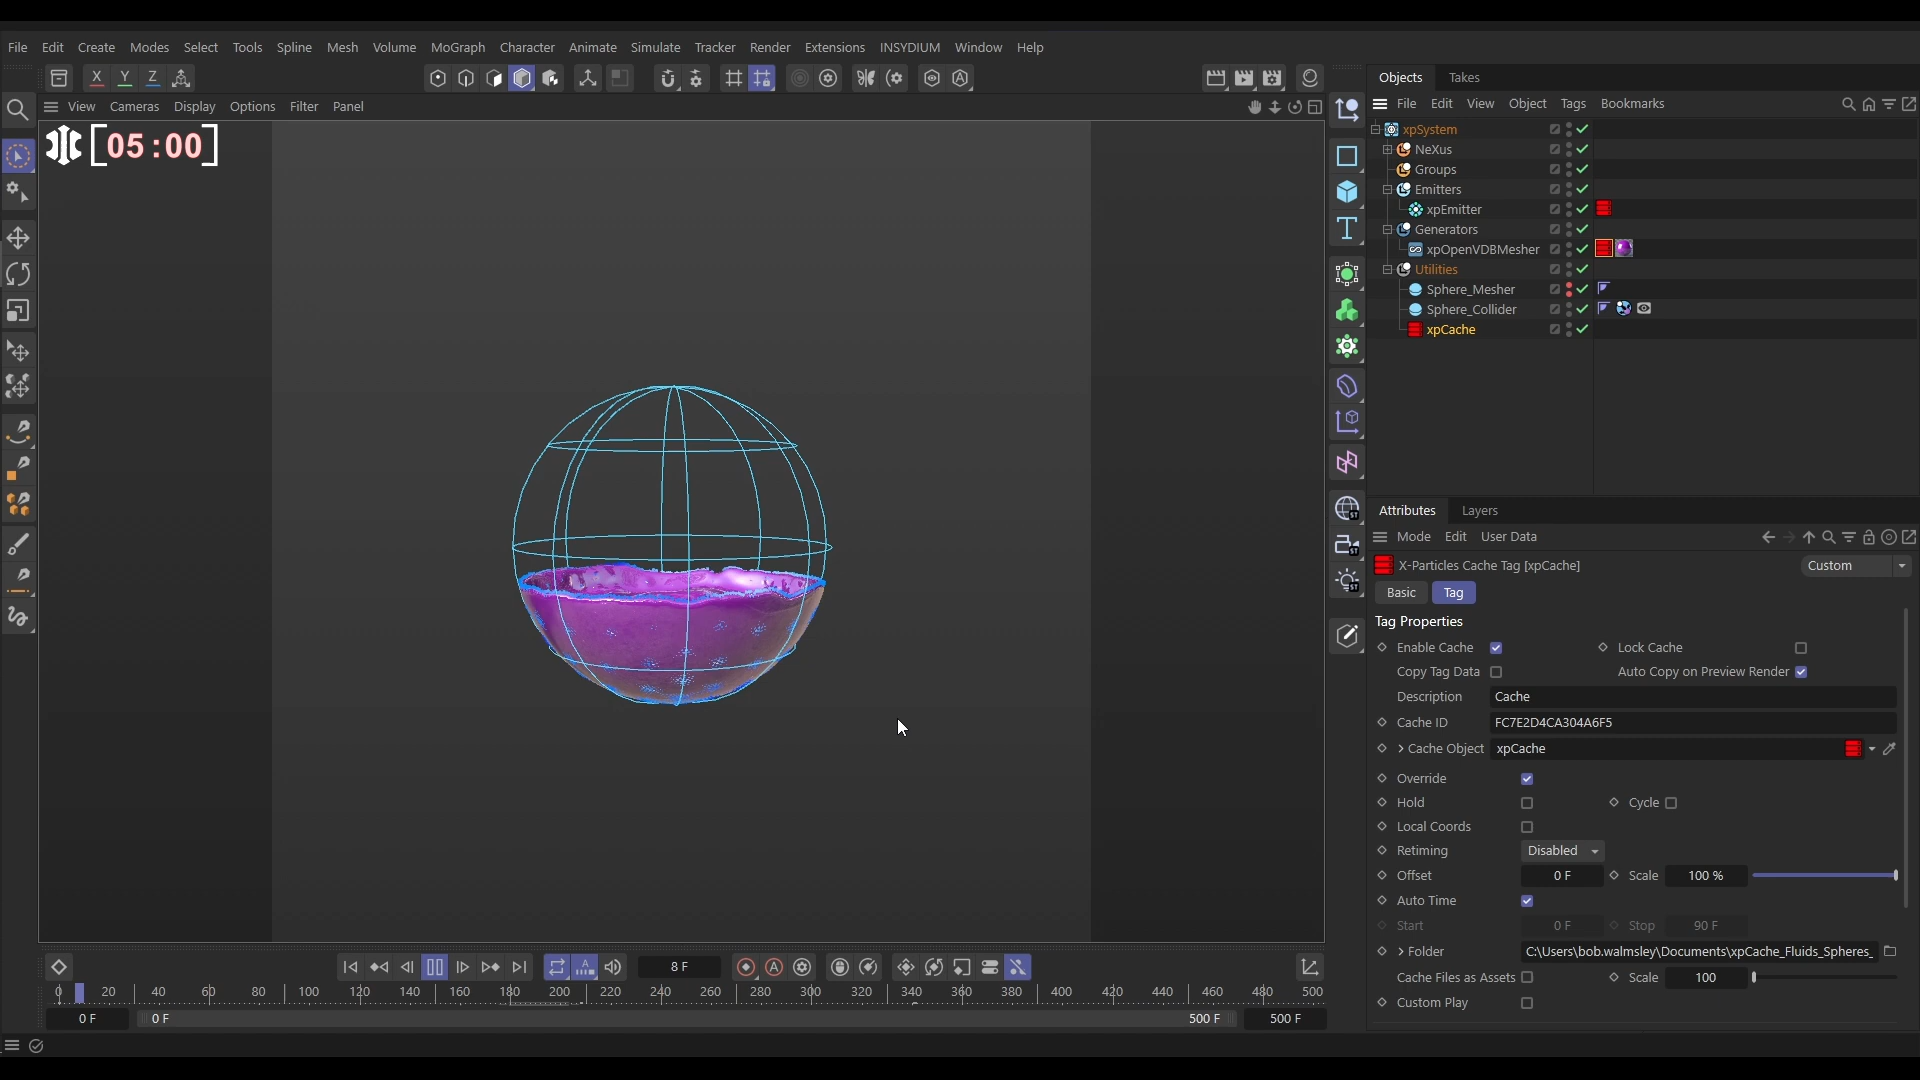 File Edit Create Modes Select Tools Spline Mesh Volume MoGraph Character Animate Simulate Tracker Render Extensions INSYDIUM Window Help
X Y Z
View Cameras Display Options Filter Panel
[05:00]
Objects Takes
File Edit View Object Tags Bookmarks
xpSystem
NeXus
Groups
Emitters
xpEmitter
Generators
xpOpenVDBMesher
Utilities
Sphere_Mesher
Sphere_Collider
xpCache
Attributes Layers
Mode Edit User Data
X-Particles Cache Tag [xpCache] Custom
Basic Tag
Tag Properties
Enable Cache Lock Cache
Copy Tag Data Auto Copy on Preview Render
Description Cache
Cache ID FC7E2D4CA304A6F5
Cache Object xpCache
Override
Hold Cycle
Local Coords
Retiming Disabled
Offset 0 F Scale 100 %
Auto Time
Start 0 F Stop 90 F
Folder C:\Users\bob.walmsley\Documents\xpCache_Fluids_Spheres_
Cache Files as Assets Scale 100
Custom Play
8 F
0 20 40 60 80 100 120 140 160 180 200 220 240 260 280 300 320 340 360 380 400 420 440 460 480 500
0 F 0 F 500 F 500 F